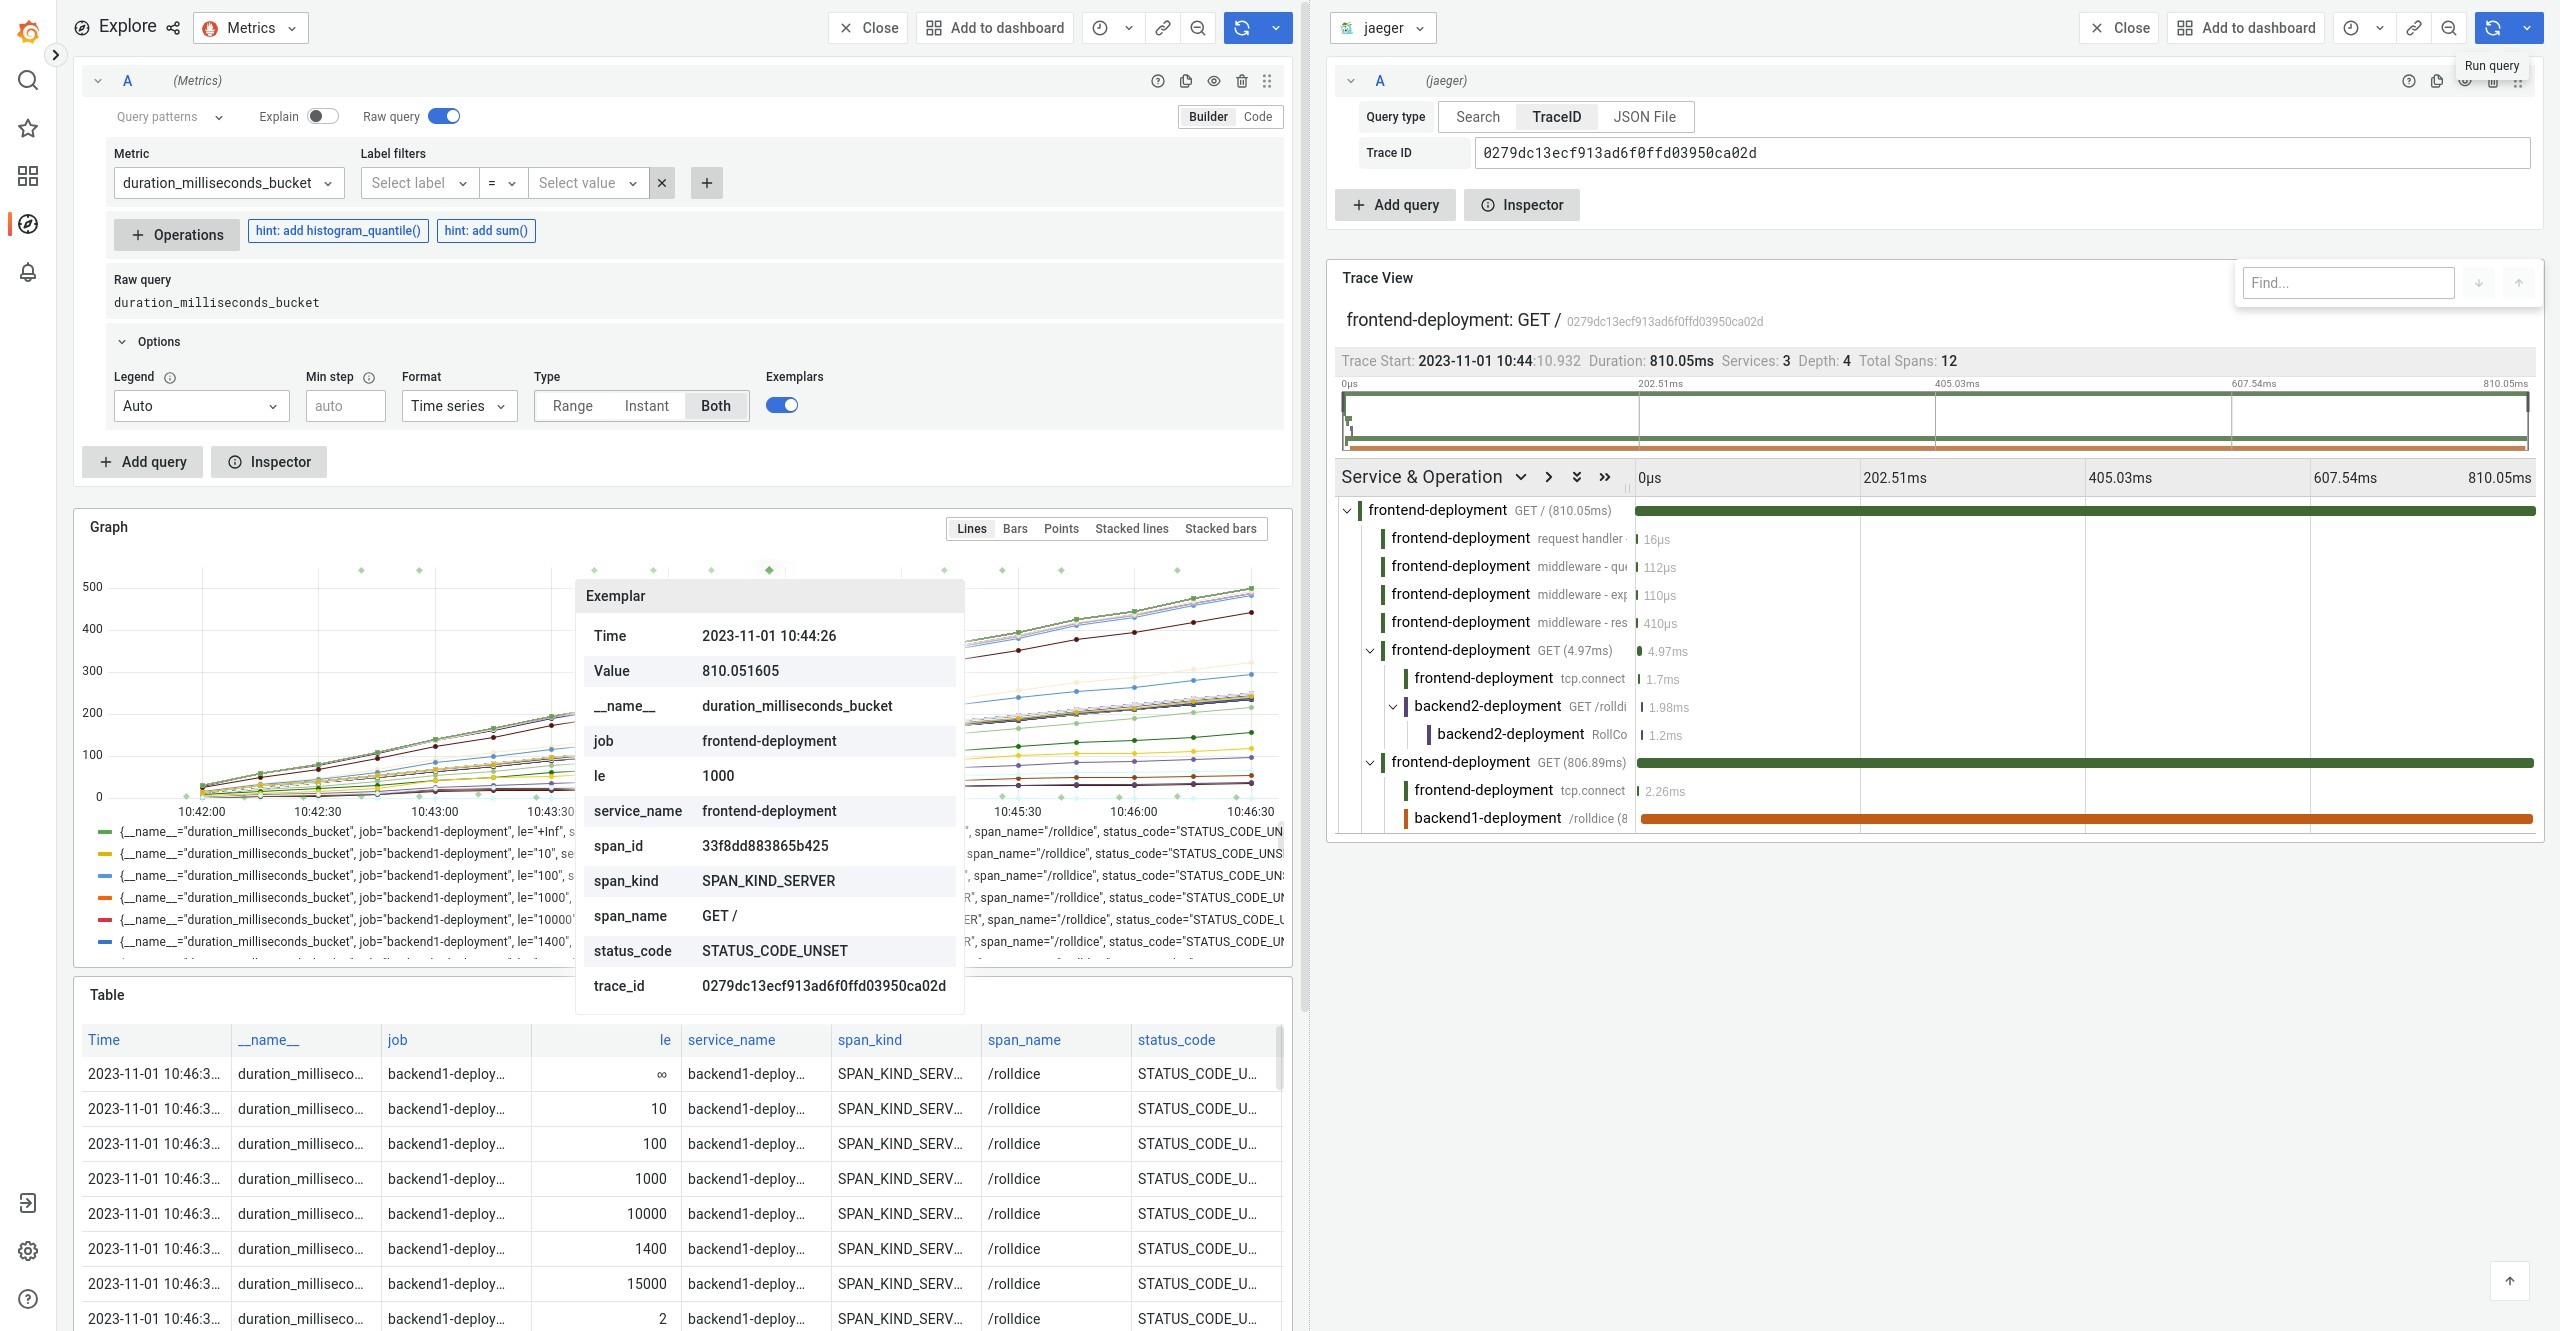 Explore
Metrics
Close
Add to dashboard
A
(Metrics)
Query patterns
Explain
Raw query
Builder
Code
Metric
Label filters
duration_milliseconds_bucket
Select label
=
Select value
Operations
hint: add histogram_quantile()
hint: add sum()
Raw query
duration_milliseconds_bucket
Options
Legend
Min step
Format
Type
Exemplars
Auto
auto
Time series
Range
Instant
Both
Add query
Inspector
Graph
Lines
Bars
Points
Stacked lines
Stacked bars
500
400
300
200
100
0
10:42:00
10:42:30
10:43:00
10:43:30
10:45:30
10:46:00
10:46:30
Exemplar
Time 2023-11-01 10:44:26
Value 810.051605
__name__ duration_milliseconds_bucket
job frontend-deployment
le 1000
service_name frontend-deployment
span_id 33f8dd883865b425
span_kind SPAN_KIND_SERVER
span_name GET /
status_code STATUS_CODE_UNSET
trace_id 0279dc13ecf913ad6f0ffd03950ca02d
{__name__="duration_milliseconds_bucket", job="backend1-deployment", le="+Inf", s ", span_name="/rolldice", status_code="STATUS_CODE_UN
{__name__="duration_milliseconds_bucket", job="backend1-deployment", le="10", se span_name="/rolldice", status_code="STATUS_CODE_UNS
{__name__="duration_milliseconds_bucket", job="backend1-deployment", le="100", s ", span_name="/rolldice", status_code="STATUS_CODE_UNS
{__name__="duration_milliseconds_bucket", job="backend1-deployment", le="1000", R", span_name="/rolldice", status_code="STATUS_CODE_UN
{__name__="duration_milliseconds_bucket", job="backend1-deployment", le="10000" ER", span_name="/rolldice", status_code="STATUS_CODE_U
{__name__="duration_milliseconds_bucket", job="backend1-deployment", le="1400", R", span_name="/rolldice", status_code="STATUS_CODE_UN
Table
Time __name__ job le service_name span_kind span_name status_code
2023-11-01 10:46:3... duration_milliseco... backend1-deploy... ∞ backend1-deploy... SPAN_KIND_SERV... /rolldice STATUS_CODE_U...
2023-11-01 10:46:3... duration_milliseco... backend1-deploy... 10 backend1-deploy... SPAN_KIND_SERV... /rolldice STATUS_CODE_U...
2023-11-01 10:46:3... duration_milliseco... backend1-deploy... 100 backend1-deploy... SPAN_KIND_SERV... /rolldice STATUS_CODE_U...
2023-11-01 10:46:3... duration_milliseco... backend1-deploy... 1000 backend1-deploy... SPAN_KIND_SERV... /rolldice STATUS_CODE_U...
2023-11-01 10:46:3... duration_milliseco... backend1-deploy... 10000 backend1-deploy... SPAN_KIND_SERV... /rolldice STATUS_CODE_U...
2023-11-01 10:46:3... duration_milliseco... backend1-deploy... 1400 backend1-deploy... SPAN_KIND_SERV... /rolldice STATUS_CODE_U...
2023-11-01 10:46:3... duration_milliseco... backend1-deploy... 15000 backend1-deploy... SPAN_KIND_SERV... /rolldice STATUS_CODE_U...
2023-11-01 10:46:3... duration_milliseco... backend1-deploy... 2 backend1-deploy... SPAN_KIND_SERV... /rolldice STATUS_CODE_U...
jaeger
Close
Add to dashboard
Run query
A
(jaeger)
Query type
Search
TraceID
JSON File
Trace ID
0279dc13ecf913ad6f0ffd03950ca02d
Add query
Inspector
Trace View
Find...
frontend-deployment: GET / 0279dc13ecf913ad6f0ffd03950ca02d
Trace Start: 2023-11-01 10:44:10.932 Duration: 810.05ms Services: 3 Depth: 4 Total Spans: 12
0μs 202.51ms 405.03ms 607.54ms 810.05ms
Service & Operation 0μs 202.51ms 405.03ms 607.54ms 810.05ms
frontend-deployment GET / (810.05ms)
frontend-deployment request handler - 16μs
frontend-deployment middleware - que 112μs
frontend-deployment middleware - exp 110μs
frontend-deployment middleware - res 410μs
frontend-deployment GET (4.97ms) 4.97ms
frontend-deployment tcp.connect 1.7ms
backend2-deployment GET /rolldi 1.98ms
backend2-deployment RollCo 1.2ms
frontend-deployment GET (806.89ms)
frontend-deployment tcp.connect 2.26ms
backend1-deployment /rolldice (8